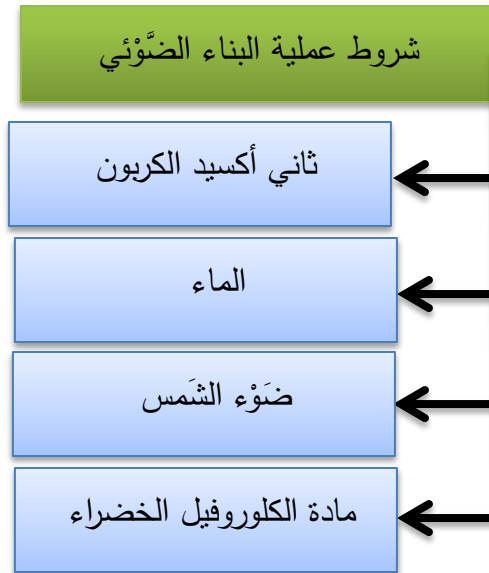 شروط عملية البناء الضَّوْئي
ثاني أكسيد الكربون
الماء
ضَوْء الشَمس
مادة الكلوروفيل الخضراء